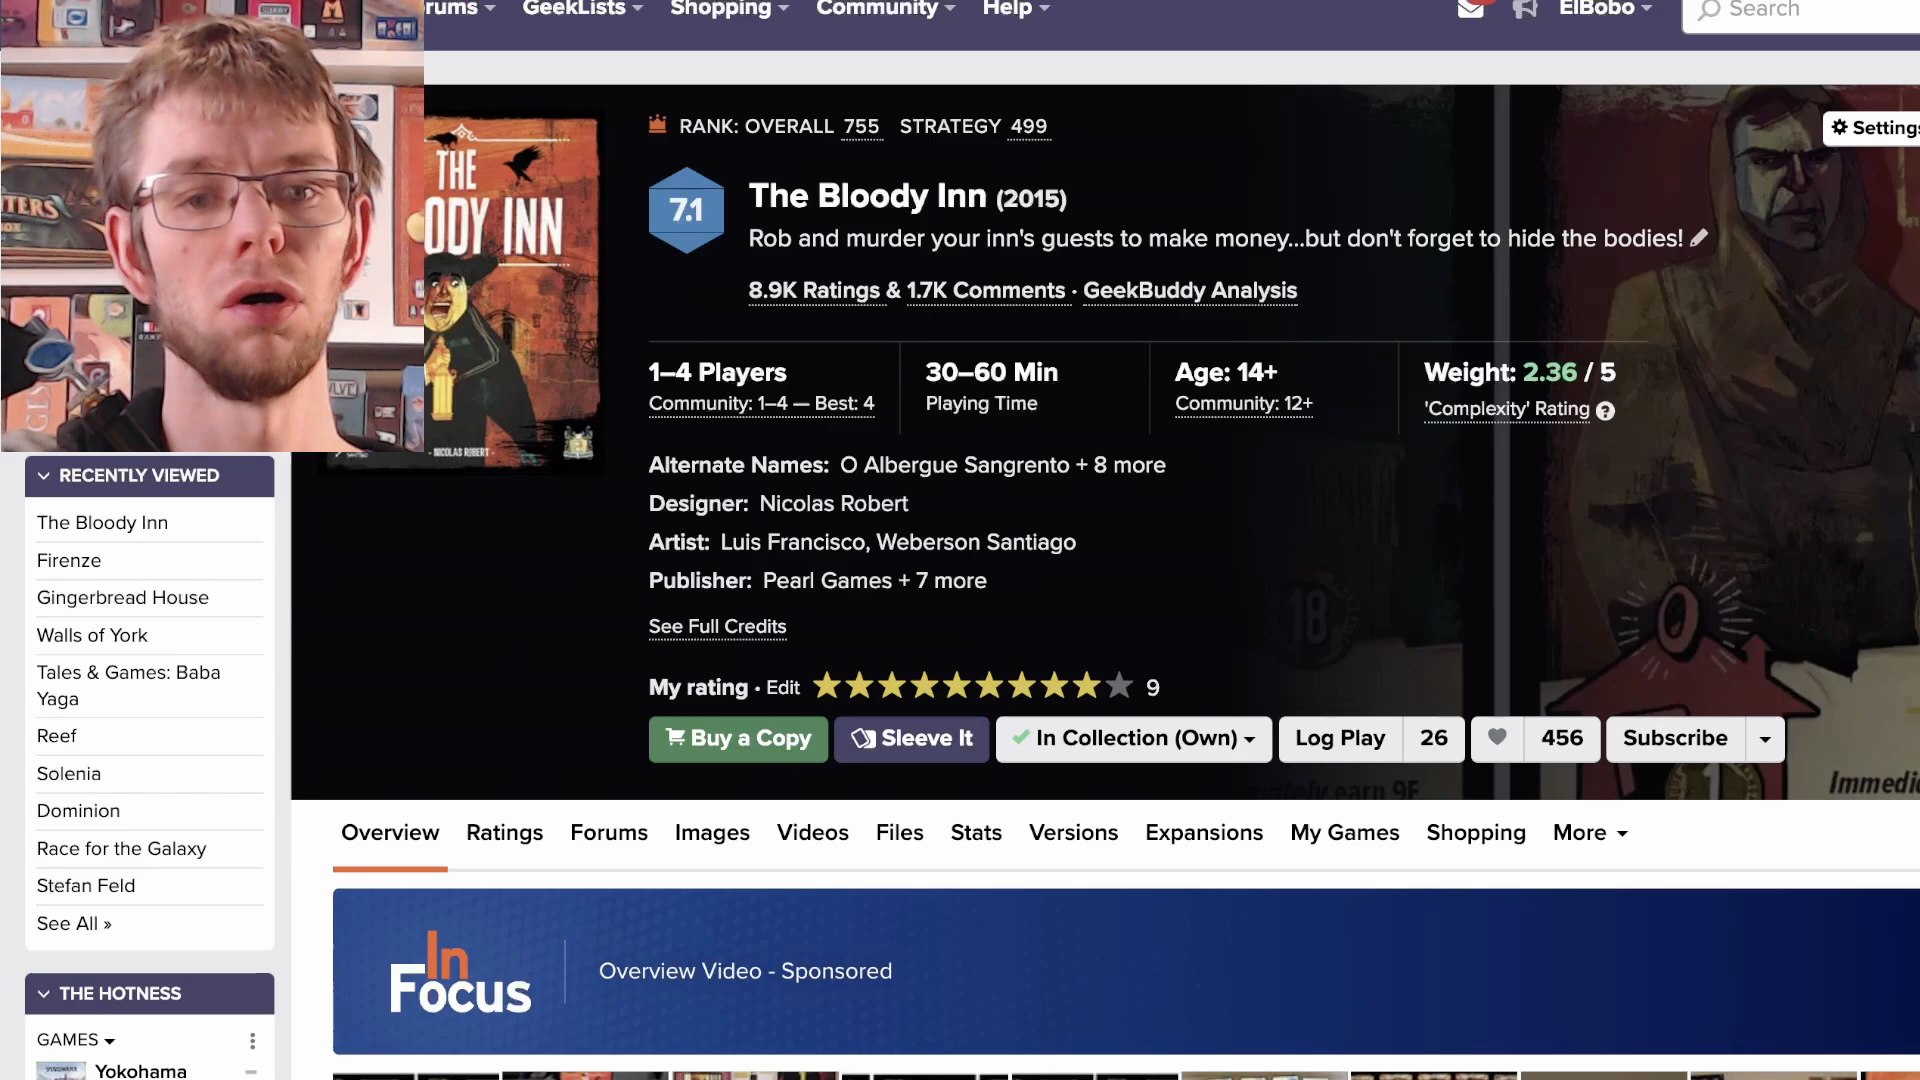 GeekLists
Shopping
Community
Help
ElBobo
Search
THE
ODY INN
- NICOLAS ROBERT -
RANK: OVERALL 755 STRATEGY 499
Settings
7.1
The Bloody Inn (2015)
Rob and murder your inn's guests to make money...but don't forget to hide the bodies!
8.9K Ratings & 1.7K Comments · GeekBuddy Analysis
1–4 Players
Community: 1–4 — Best: 4
30–60 Min
Playing Time
Age: 14+
Community: 12+
Weight: 2.36 / 5
'Complexity' Rating ?
Alternate Names: O Albergue Sangrento + 8 more
Designer: Nicolas Robert
Artist: Luis Francisco, Weberson Santiago
Publisher: Pearl Games + 7 more
See Full Credits
18
My rating · Edit 9
Buy a Copy
Sleeve It
In Collection (Own)
Log Play 26
456
Subscribe
earn 9F
1
Immedi
RECENTLY VIEWED
The Bloody Inn
Firenze
Gingerbread House
Walls of York
Tales & Games: Baba
Yaga
Reef
Solenia
Dominion
Race for the Galaxy
Stefan Feld
See All »
THE HOTNESS
GAMES
Yokohama
Overview
Ratings
Forums
Images
Videos
Files
Stats
Versions
Expansions
My Games
Shopping
More
In
Focus
Overview Video - Sponsored